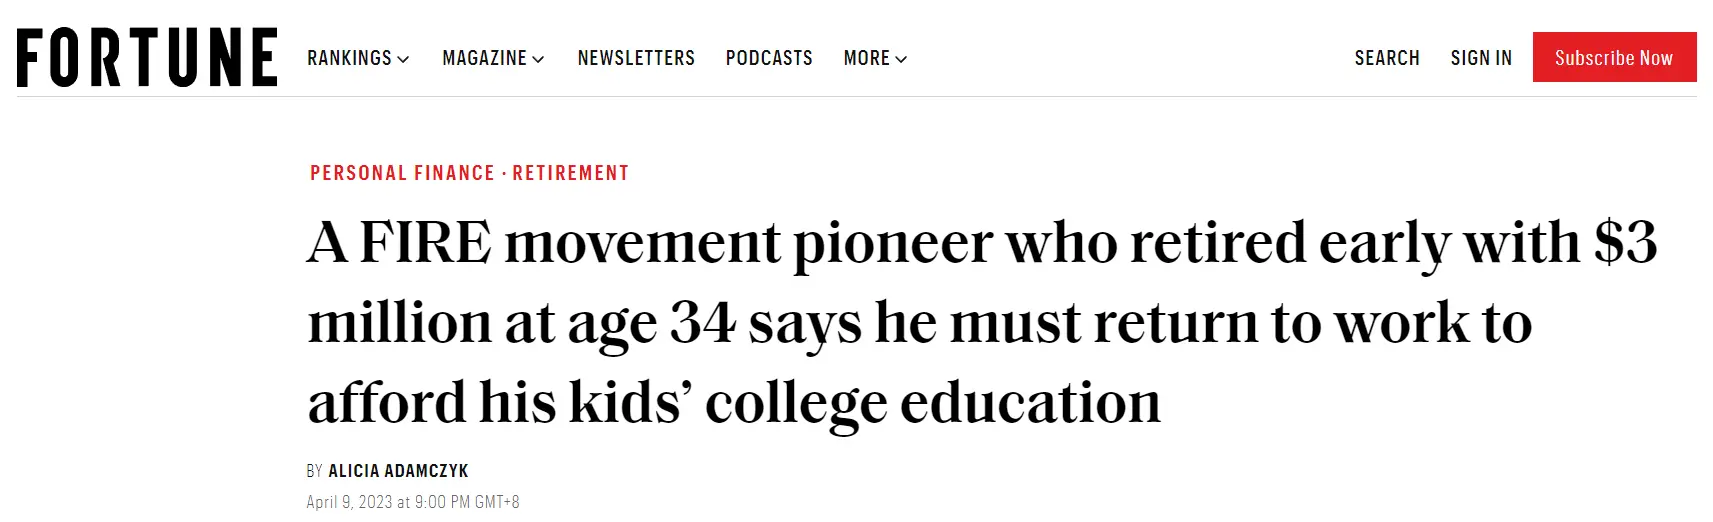 FORTUNE RANKINGS MAGAZINE NEWSLETTERS PODCASTS MORE SEARCH SIGN IN Subscribe Now
PERSONAL FINANCE · RETIREMENT
A FIRE movement pioneer who retired early with $3
million at age 34 says he must return to work to
afford his kids’ college education
BY ALICIA ADAMCZYK
April 9, 2023 at 9:00 PM GMT+8